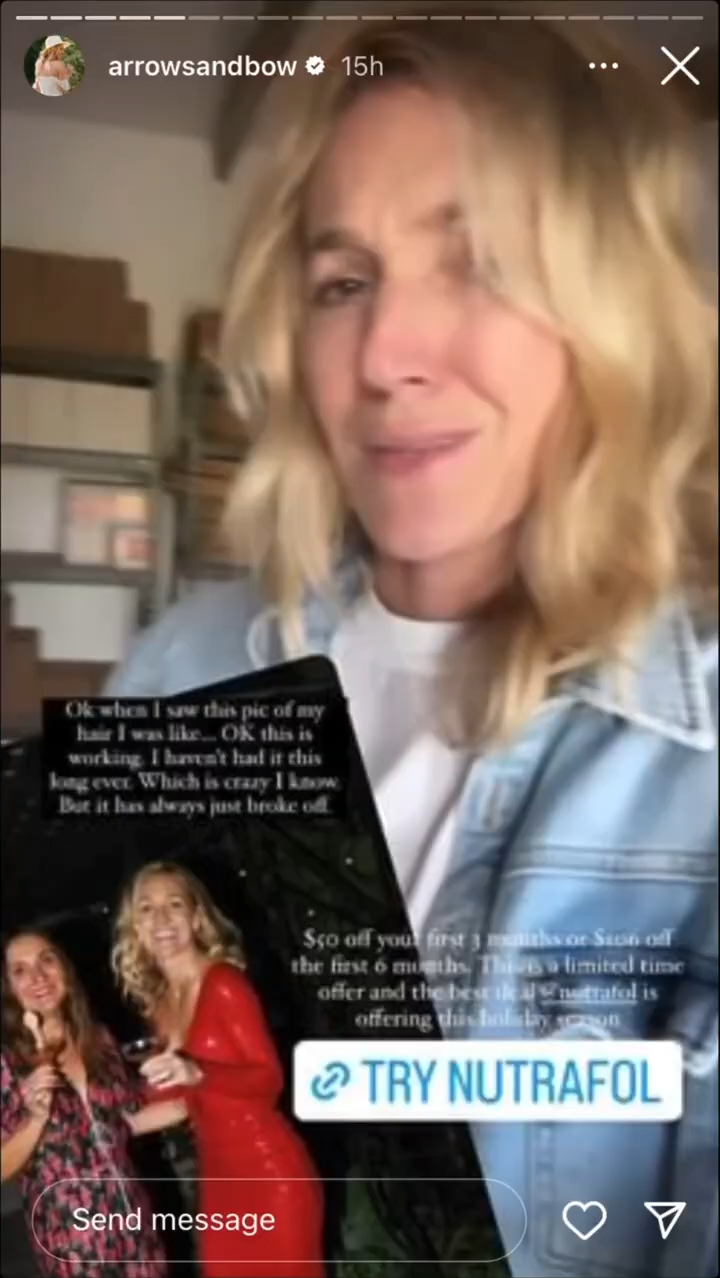 arrowsandbow 15h
Ok when I saw this pic of my
hair I was like... OK this is
working. I haven't had it this
long ever. Which is crazy I know.
But it has always just broke off.
$50 off your first 3 months or $100 off
the first 6 months. This is a limited time
offer and the best deal @nutrafol is
offering this holiday season
TRY NUTRAFOL
Send message